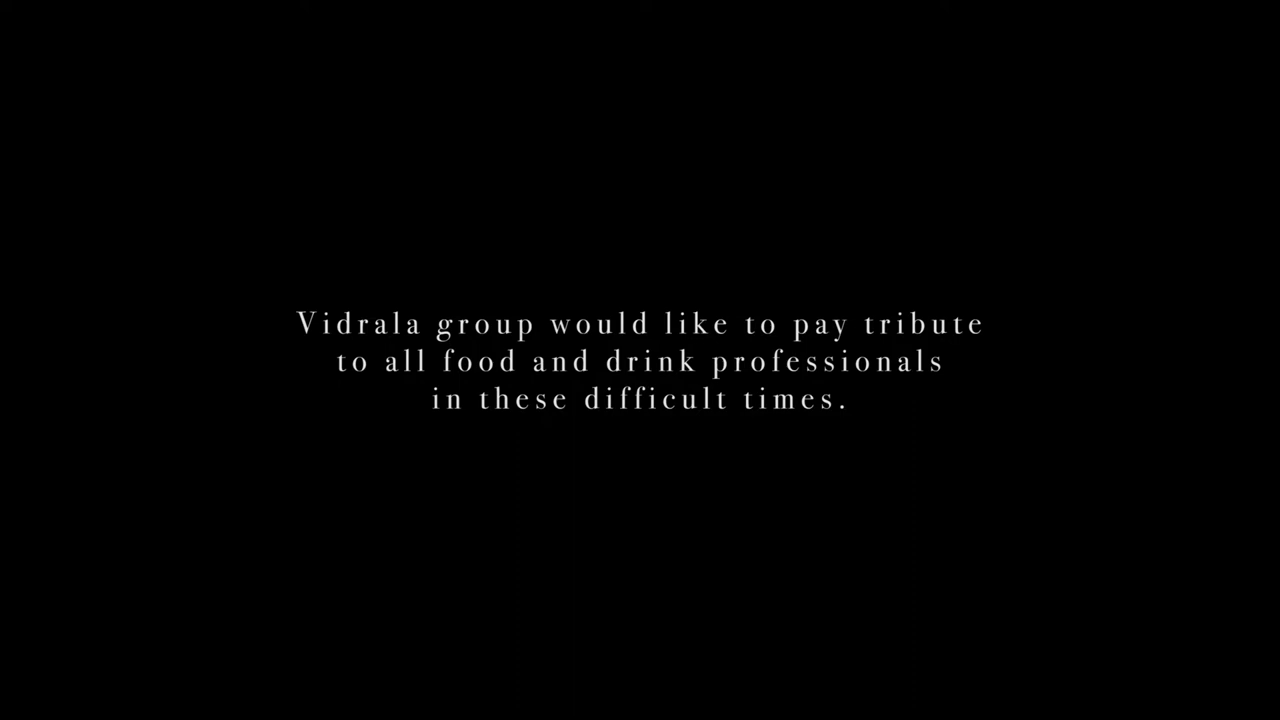 Vidrala group would like to pay tribute
to all food and drink professionals
in these difficult times.